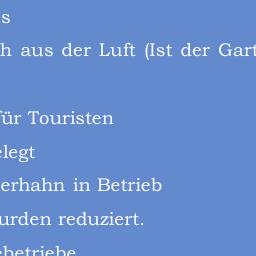 s
h aus der Luft (Ist der Gart
für Touristen
elegt
erhahn in Betrieb
urden reduziert.
ebetriebe